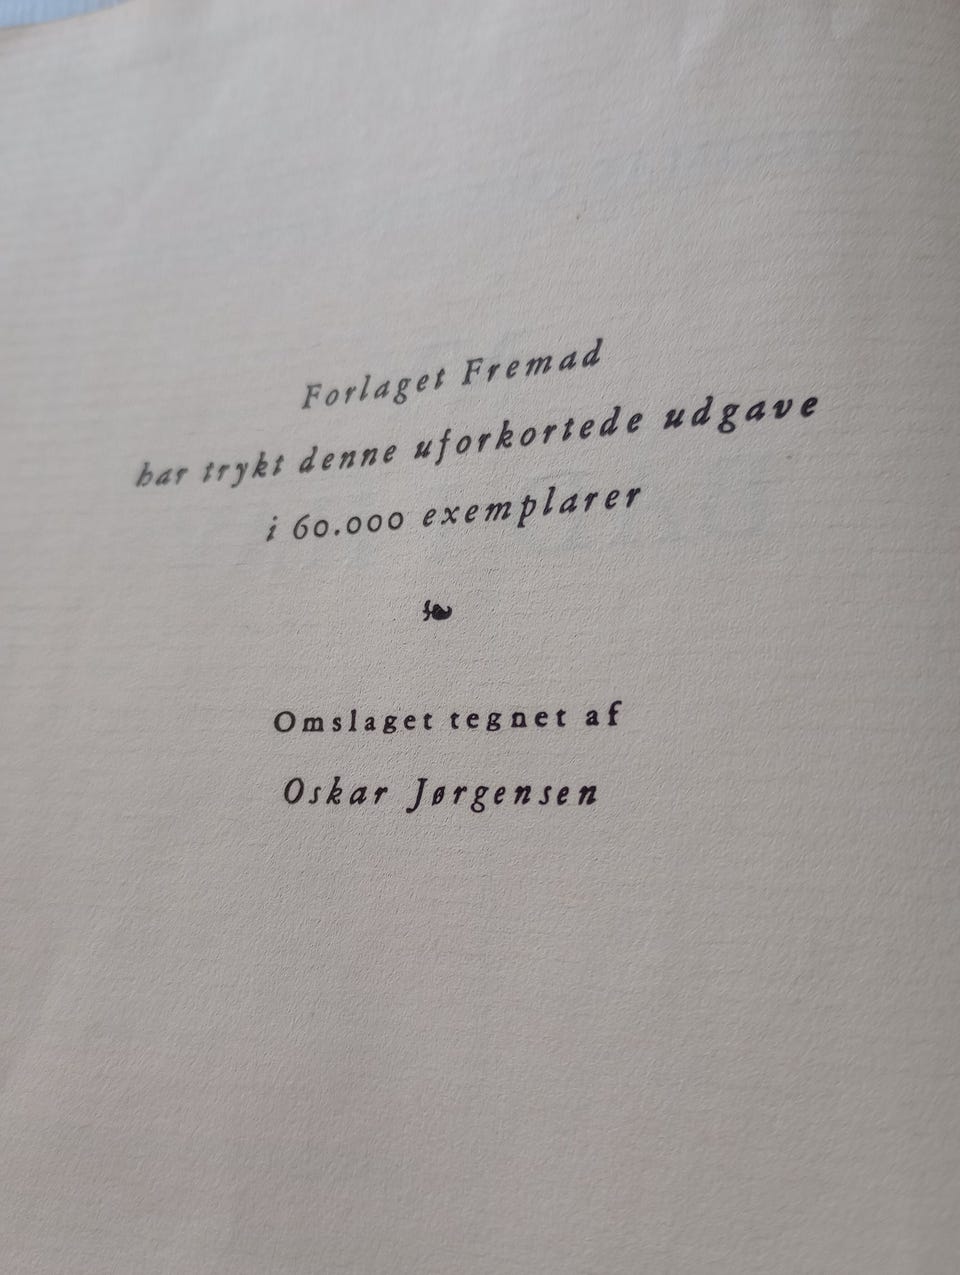 Forlaget Fremad
har trykt denne uforkortede udgave
i 60.000 exemplarer
Omslaget tegnet af
Oskar Jørgensen